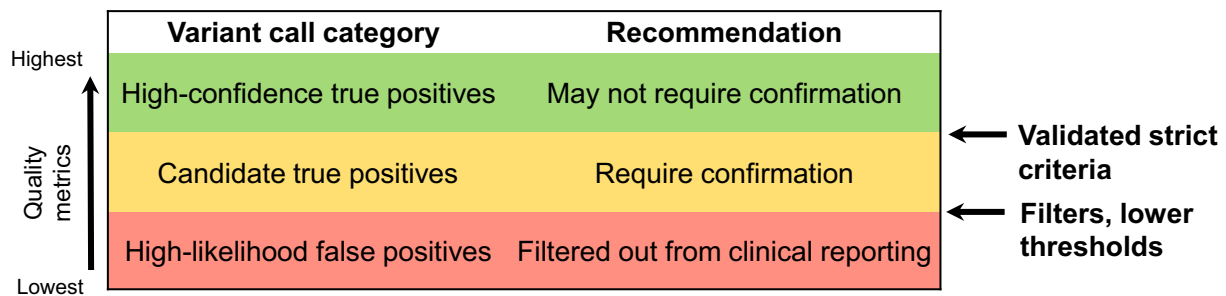 Variant call category Recommendation
Highest
High-confidence true positives May not require confirmation
Validated strict
criteria
Quality
metrics
Candidate true positives Require confirmation
Filters, lower
thresholds
High-likelihood false positives Filtered out from clinical reporting
Lowest